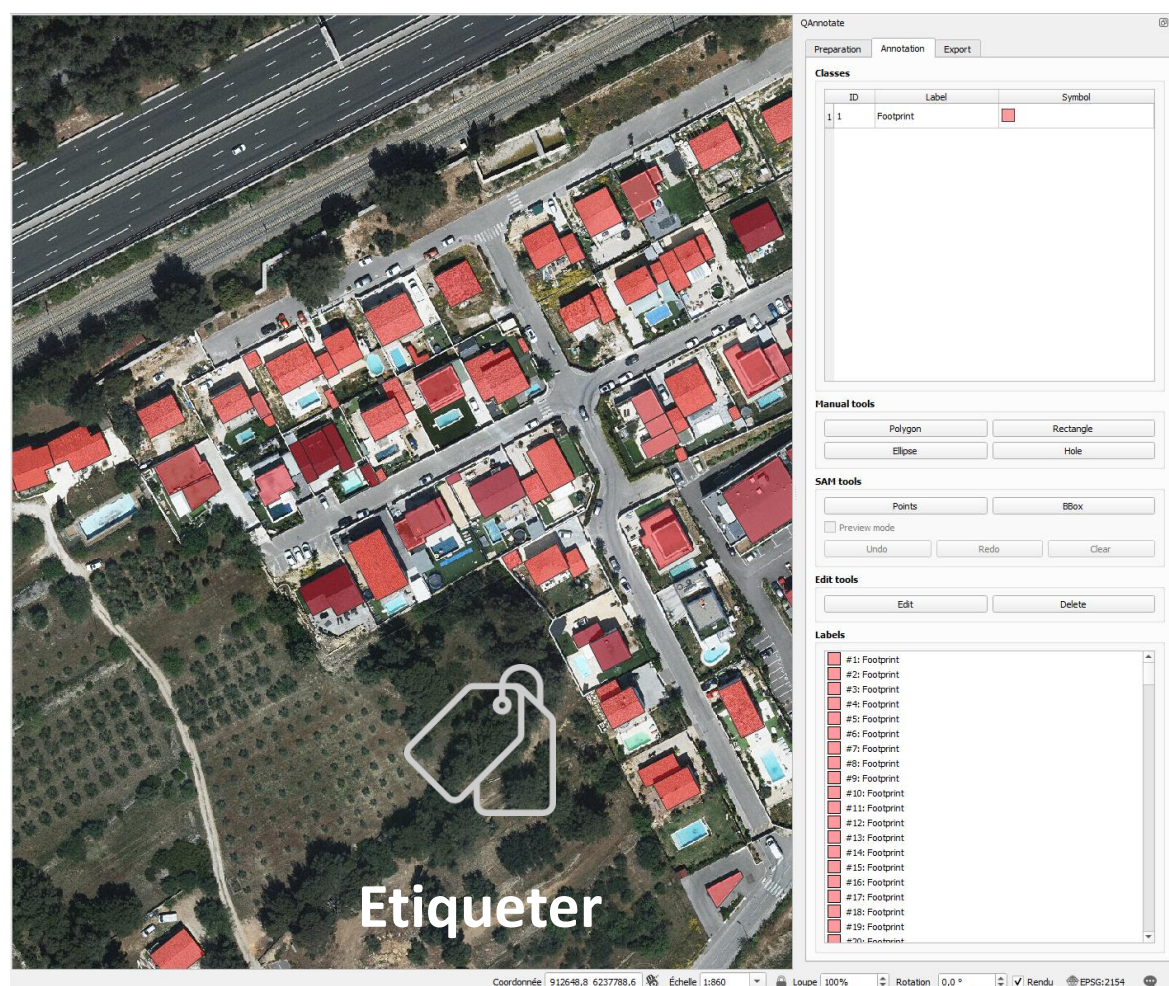 QAnnotate
Preparation Annotation Export
Classes
ID Label Symbol
1 1 Footprint
Manual tools
Polygon Rectangle
Ellipse Hole
SAM tools
Points BBox
Preview mode
Undo Redo Clear
Edit tools
Edit Delete
Labels
#1: Footprint
#2: Footprint
#3: Footprint
#4: Footprint
#5: Footprint
#6: Footprint
#7: Footprint
#8: Footprint
#9: Footprint
#10: Footprint
#11: Footprint
#12: Footprint
#13: Footprint
#14: Footprint
#15: Footprint
#16: Footprint
#17: Footprint
#18: Footprint
#19: Footprint
#20: Footprint
Etiqueter
Coordonnée 912648,8 6237788,6 Échelle 1:860 Loupe 100% Rotation 0,0 ° Rendu EPSG:2154